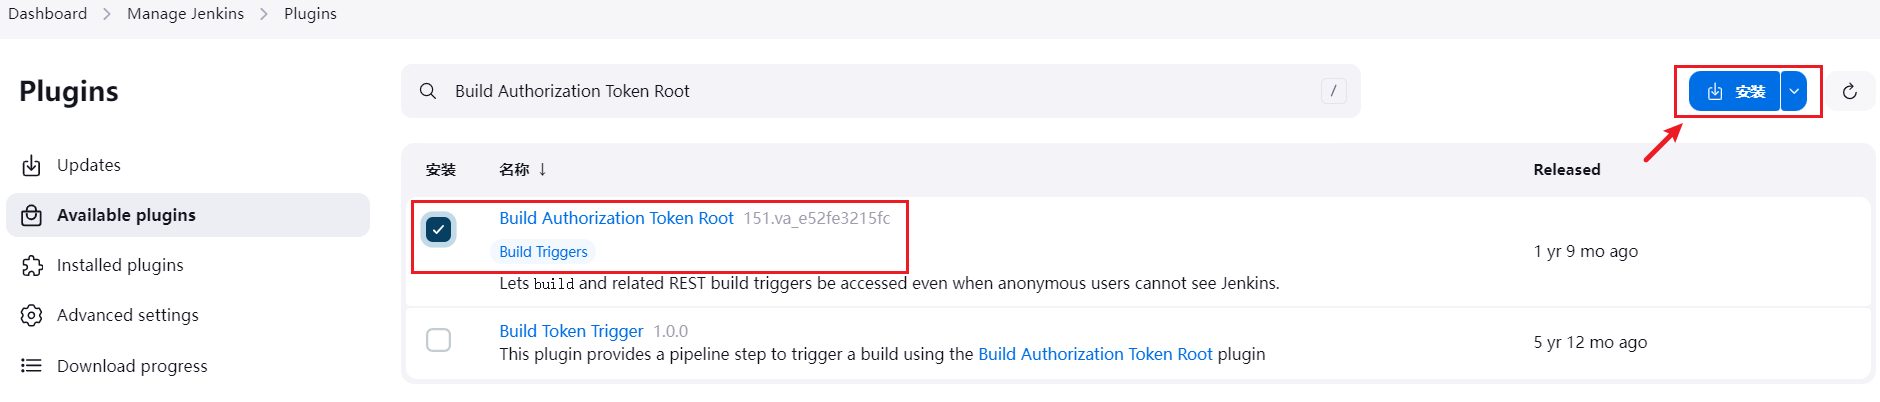 Dashboard > Manage Jenkins > Plugins
Plugins
Build Authorization Token Root /
安装
Updates
Available plugins
Installed plugins
Advanced settings
Download progress
安装 名称 ↓ Released
Build Authorization Token Root 151.va_e52fe3215fc
Build Triggers
1 yr 9 mo ago
Lets build and related REST build triggers be accessed even when anonymous users cannot see Jenkins.
Build Token Trigger 1.0.0
5 yr 12 mo ago
This plugin provides a pipeline step to trigger a build using the Build Authorization Token Root plugin